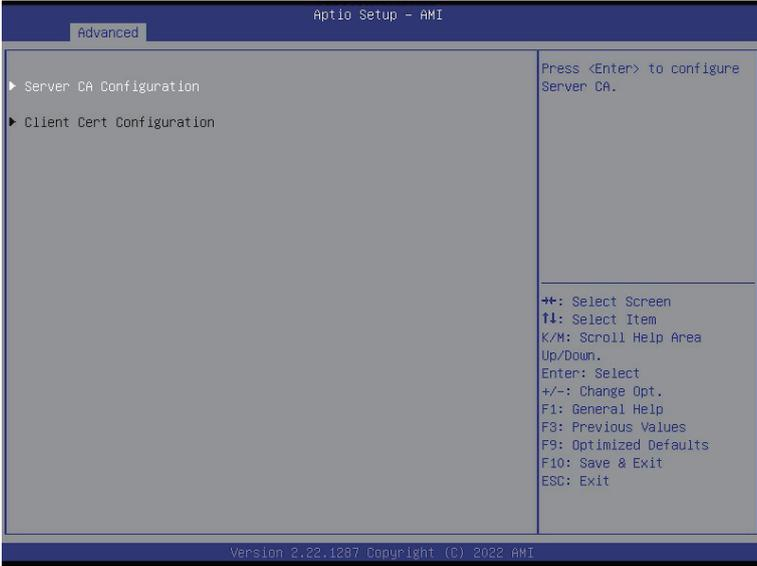 Aptio Setup – AMI
Advanced
▶ Server CA Configuration
▶ Client Cert Configuration
Press <Enter> to configure
Server CA.
→←: Select Screen
↑↓: Select Item
K/M: Scroll Help Area
Up/Down.
Enter: Select
+/-: Change Opt.
F1: General Help
F3: Previous Values
F9: Optimized Defaults
F10: Save & Exit
ESC: Exit
Version 2.22.1287 Copyright (C) 2022 AMI